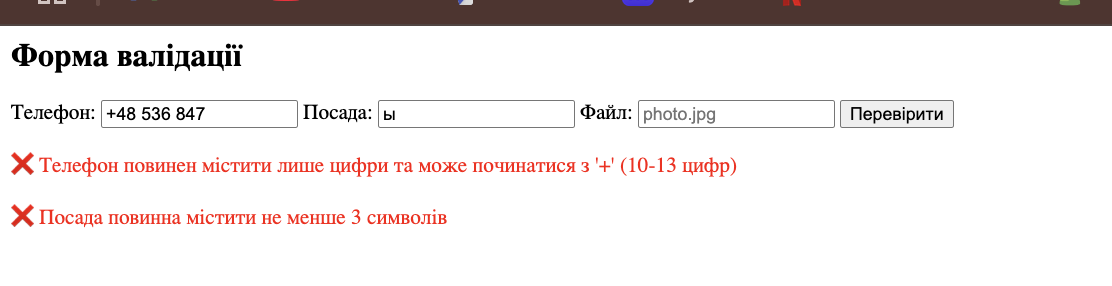 Форма валідації
Телефон: +48 536 847 Посада: ы Файл: photo.jpg Перевірити
❌ Телефон повинен містити лише цифри та може починатися з '+' (10-13 цифр)
❌ Посада повинна містити не менше 3 символів